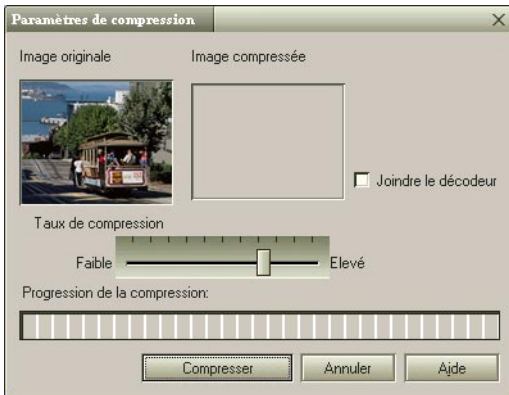 Paramètres de compression
Image originale
Image compressée
Joindre le décodeur
Taux de compression
Faible
Elevé
Progression de la compression:
Compresser
Annuler
Aide